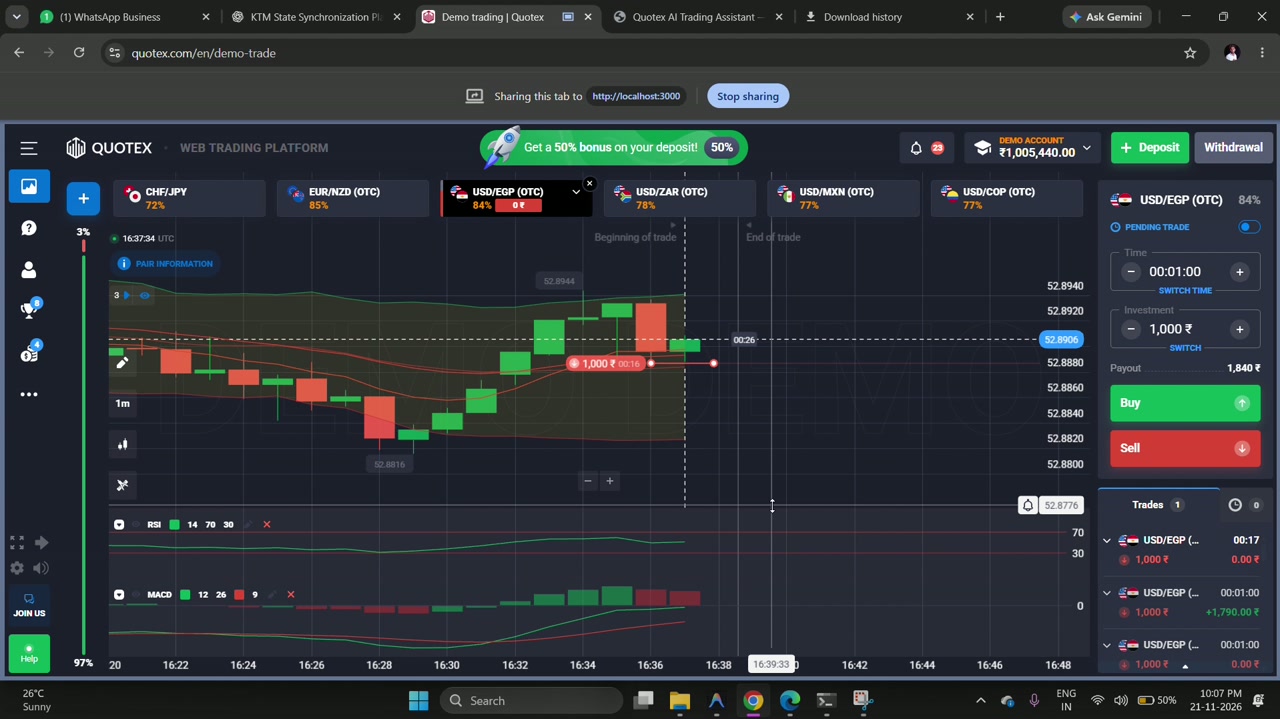 (1) WhatsApp Business
KTM State Synchronization Pla
Demo trading | Quotex
Quotex AI Trading Assistant —
Download history
Ask Gemini
quotex.com/en/demo-trade
Sharing this tab to http://localhost:3000
Stop sharing
QUOTEX
WEB TRADING PLATFORM
Get a 50% bonus on your deposit! 50%
23
DEMO ACCOUNT
₹1,005,440.00
+ Deposit
Withdrawal
+
CHF/JPY
72%
EUR/NZD (OTC)
85%
USD/EGP (OTC)
84% 0 ₹
USD/ZAR (OTC)
78%
USD/MXN (OTC)
77%
USD/COP (OTC)
77%
USD/EGP (OTC) 84%
PENDING TRADE
Time
00:01:00
SWITCH TIME
Investment
1,000 ₹
SWITCH
Payout 1,840 ₹
Buy
Sell
Trades 1
0
USD/EGP (... 00:17
1,000 ₹ 0.00 ₹
USD/EGP (... 00:01:00
1,000 ₹ +1,790.00 ₹
USD/EGP (... 00:01:00
1,000 ₹ 0.00 ₹
8
4
JOIN US
Help
3%
97%
16:37:34 UTC
PAIR INFORMATION
3
1m
Beginning of trade
End of trade
52.8944
52.8816
1,000 ₹ 00:16
00:26
52.8940
52.8920
52.8906
52.8880
52.8860
52.8840
52.8820
52.8800
52.8776
RSI 14 70 30
70
30
MACD 12 26 9
0
20 16:22 16:24 16:26 16:28 16:30 16:32 16:34 16:36 16:38 16:39:33 16:42 16:44 16:46 16:48
26°C
Sunny
Search
ENG
IN
50%
10:07 PM
21-11-2026